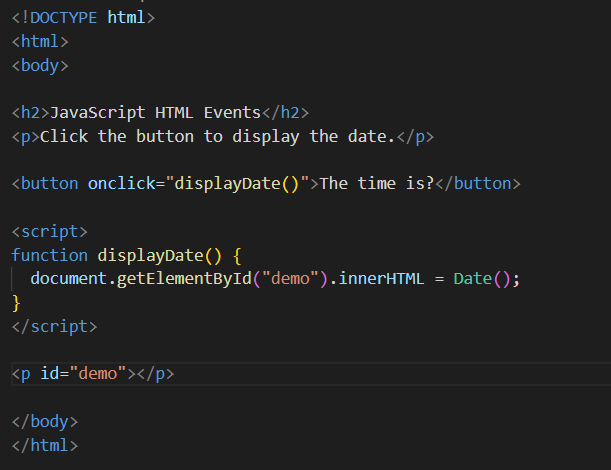 <!DOCTYPE html>
<html>
<body>
<h2>JavaScript HTML Events</h2>
<p>Click the button to display the date.</p>
<button onclick="displayDate()">The time is?</button>
<script>
function displayDate() {
  document.getElementById("demo").innerHTML = Date();
}
</script>
<p id="demo"></p>
</body>
</html>